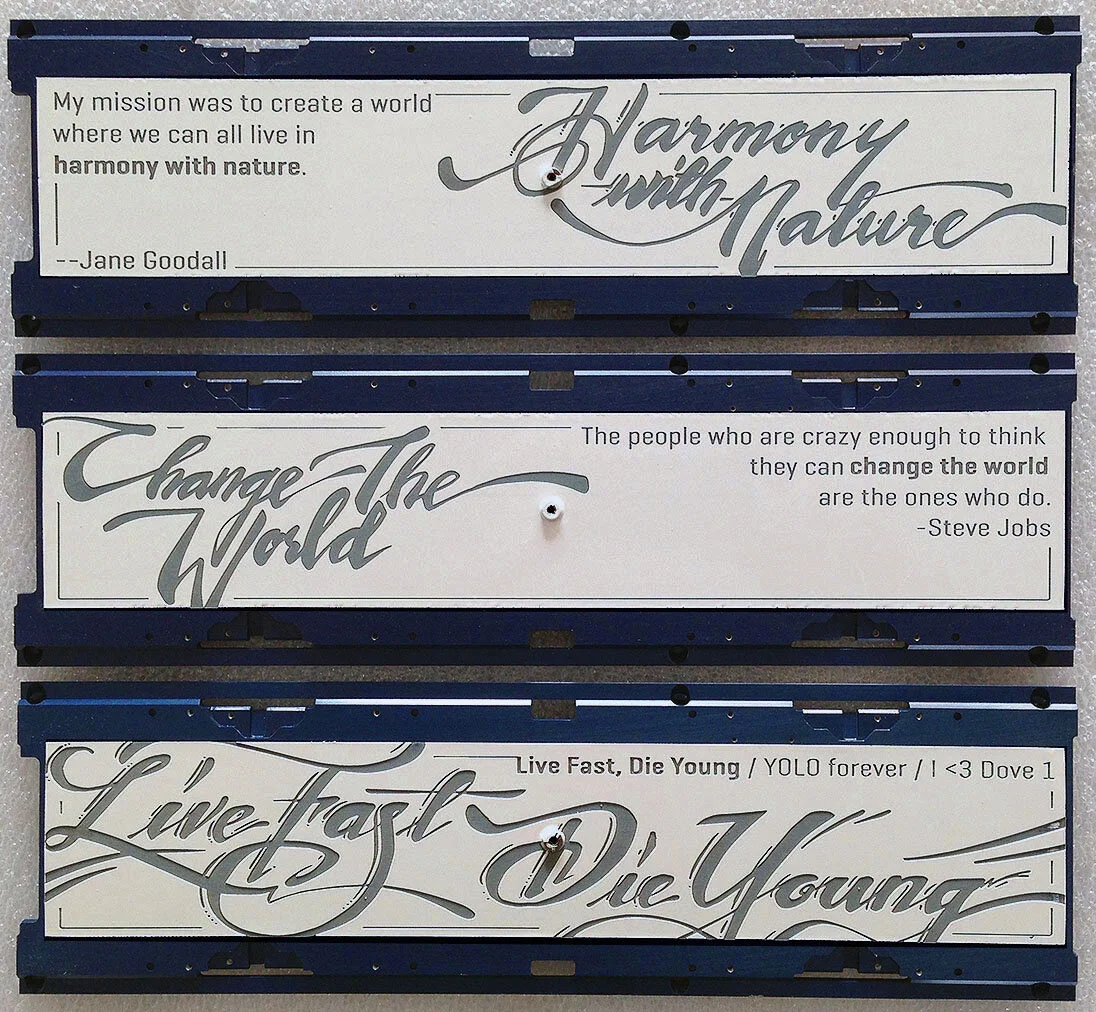 My mission was to create a world
where we can all live in
harmony with nature.
--Jane Goodall
Harmony
with
Nature
Change The
World
The people who are crazy enough to think
they can change the world
are the ones who do.
-Steve Jobs
Live Fast, Die Young / YOLO forever / I <3 Dove 1
Live Fast
Die Young